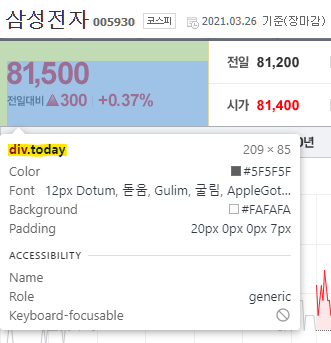 삼성전자 005930 코스피 2021.03.26 기준(장마감)
81,500
전일대비 ▲300 +0.37%
전일 81,200
시가 81,400
div.today 209 × 85
Color #5F5F5F
Font 12px Dotum, 돋움, Gulim, 굴림, AppleGot...
Background #FAFAFA
Padding 20px 0px 0px 7px
ACCESSIBILITY
Name
Role generic
Keyboard-focusable